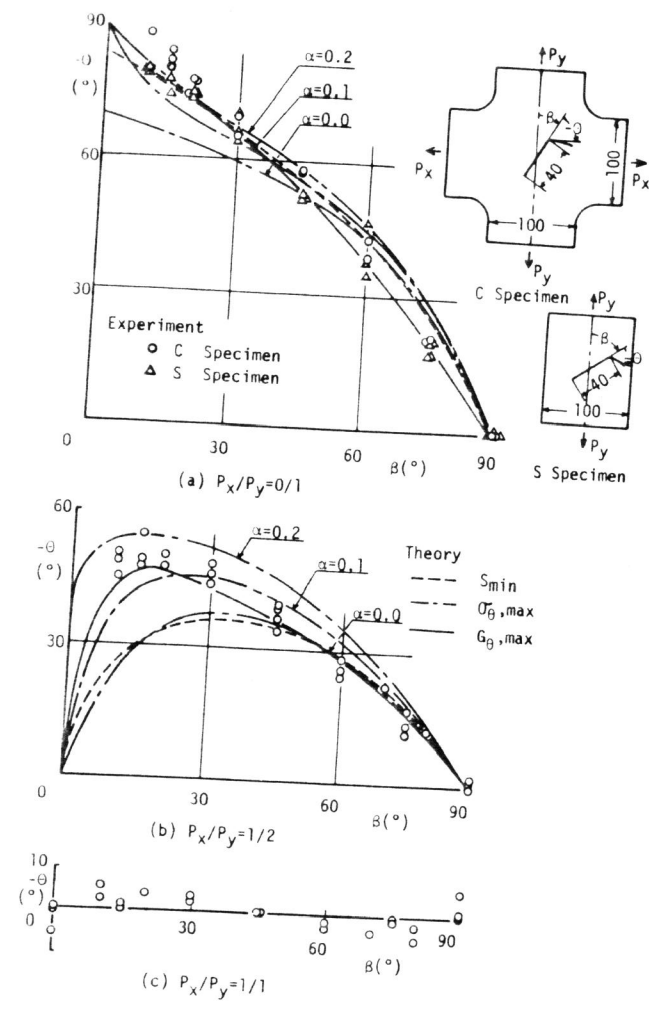 90
-θ
(°)
60
30
0
30
60
90
β(°)
α=0.2
α=0.1
α=0.0
Experiment
C Specimen
S Specimen
(a) Px/Py=0/1
Py
β
-θ
40
100
Px
Px
100
Py
C Specimen
Py
β
-θ
40
100
Py
S Specimen
60
-θ
(°)
30
0
30
60
90
β(°)
α=0.2
α=0.1
α=0.0
Theory
Smin
σθ,max
Gθ,max
(b) Px/Py=1/2
10
-θ
(°)
0
30
60
90
β(°)
(c) Px/Py=1/1